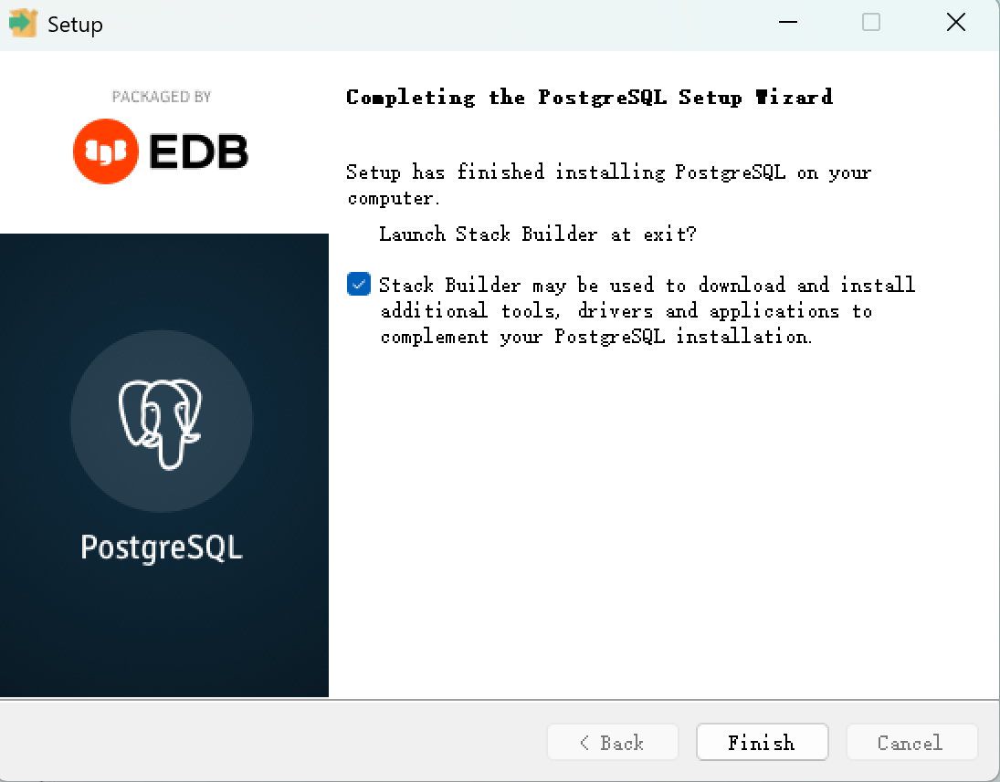 Setup
PACKAGED BY
EDB
PostgreSQL
Completing the PostgreSQL Setup Wizard
Setup has finished installing PostgreSQL on your
computer.
Launch Stack Builder at exit?
Stack Builder may be used to download and install
additional tools, drivers and applications to
complement your PostgreSQL installation.
< Back
Finish
Cancel